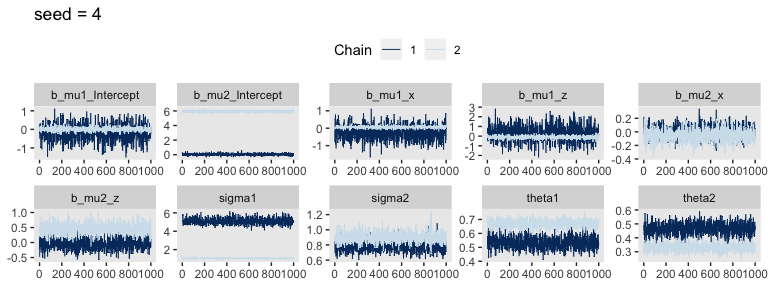 seed = 4
Chain 1 2
b_mu1_Intercept b_mu2_Intercept b_mu1_x b_mu1_z b_mu2_x
1
0
-1
0 200 400 600 8001000
6
4
2
0
0 200 400 600 8001000
1
0
-1
0 200 400 600 8001000
3
2
1
0
-1
-2
0 200 400 600 8001000
0.2
0.0
-0.2
-0.4
0 200 400 600 8001000
b_mu2_z sigma1 sigma2 theta1 theta2
1.0
0.5
0.0
-0.5
0 200 400 600 8001000
6
4
2
0 200 400 600 8001000
1.2
1.0
0.8
0.6
0 200 400 600 8001000
0.7
0.6
0.5
0.4
0 200 400 600 8001000
0.6
0.5
0.4
0.3
0 200 400 600 8001000